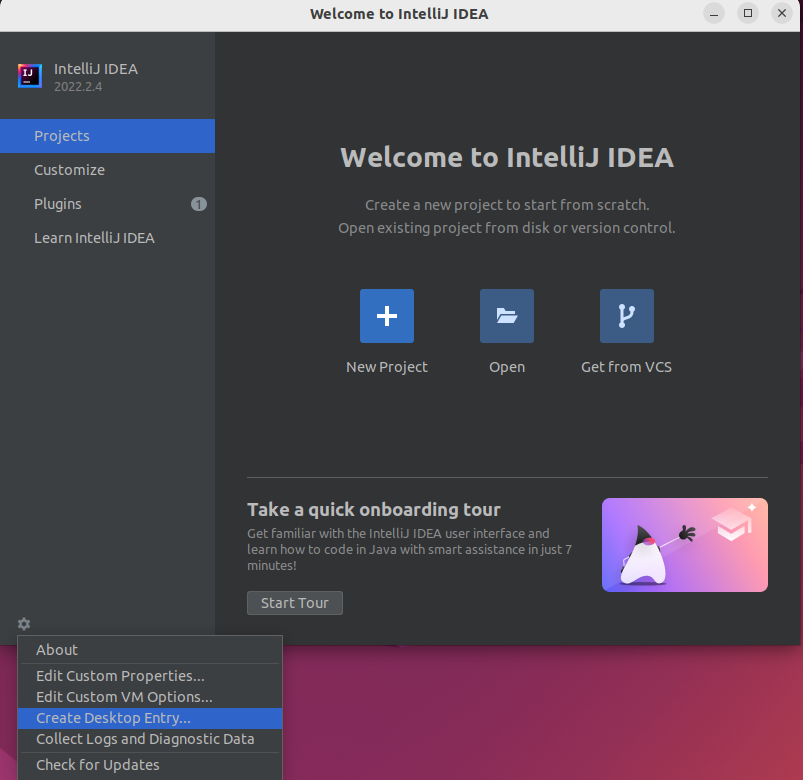 Welcome to IntelliJ IDEA
IJ
IntelliJ IDEA
2022.2.4
Projects
Customize
Plugins
1
Learn IntelliJ IDEA
Welcome to IntelliJ IDEA
Create a new project to start from scratch.
Open existing project from disk or version control.
New Project
Open
Get from VCS
Take a quick onboarding tour
Get familiar with the IntelliJ IDEA user interface and
learn how to code in Java with smart assistance in just 7
minutes!
Start Tour
About
Edit Custom Properties...
Edit Custom VM Options...
Create Desktop Entry...
Collect Logs and Diagnostic Data
Check for Updates